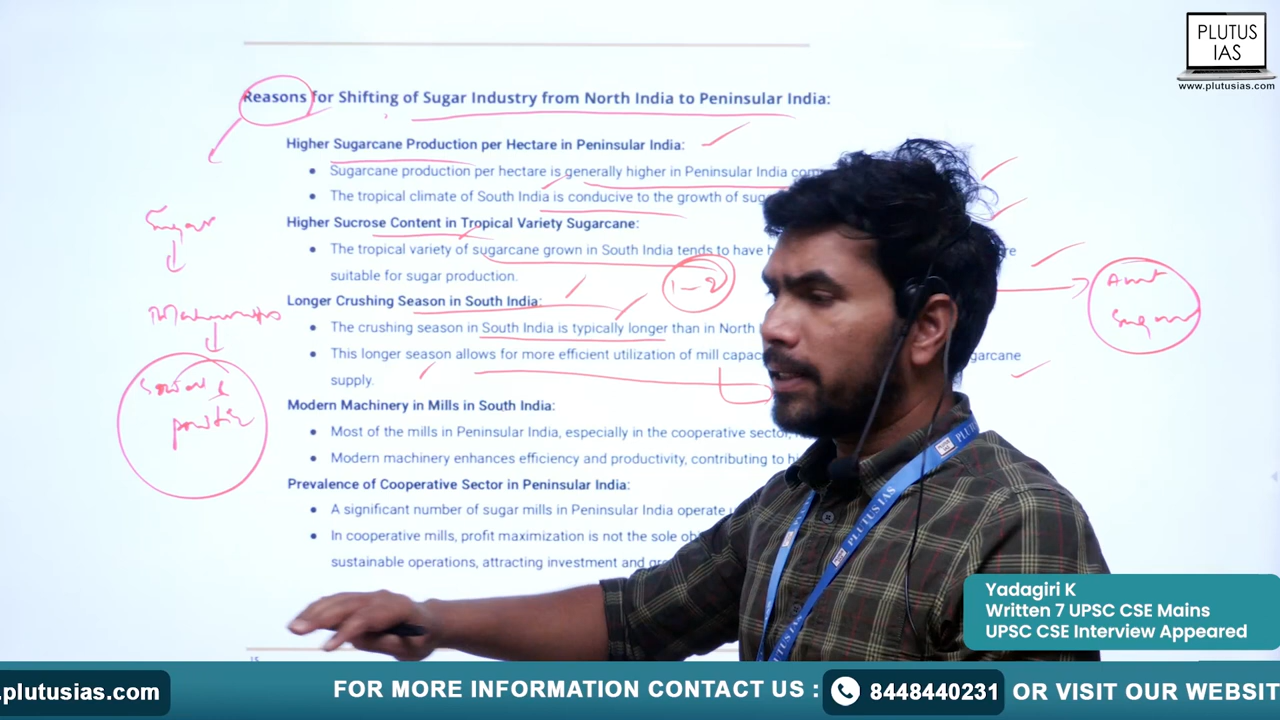 PLUTUS
IAS
www.plutusias.com
Reasons for Shifting of Sugar Industry from North India to Peninsular India:
Higher Sugarcane Production per Hectare in Peninsular India:
Sugarcane production per hectare is generally higher in Peninsular India
The tropical climate of South India is conducive to the growth of
Higher Sucrose Content in Tropical Variety Sugarcane:
The tropical variety of sugarcane grown in South India tends to have
suitable for sugar production.
Longer Crushing Season in South India:
The crushing season in South India is typically longer than in North
This longer season allows for more efficient utilization of mill
supply.
Modern Machinery in Mills in South India:
Most of the mills in Peninsular India, especially in the cooperative sector,
Modern machinery enhances efficiency and productivity, contributing to
Prevalence of Cooperative Sector in Peninsular India:
A significant number of sugar mills in Peninsular India operate
In cooperative mills, profit maximization is not the sole
sustainable operations, attracting investment and
15
Sugar
1-2
Sugar
PLUTUS IAS
Yadagiri K
Written 7 UPSC CSE Mains
UPSC CSE Interview Appeared
.plutusias.com
FOR MORE INFORMATION CONTACT US : 8448440231 OR VISIT OUR WEBSIT